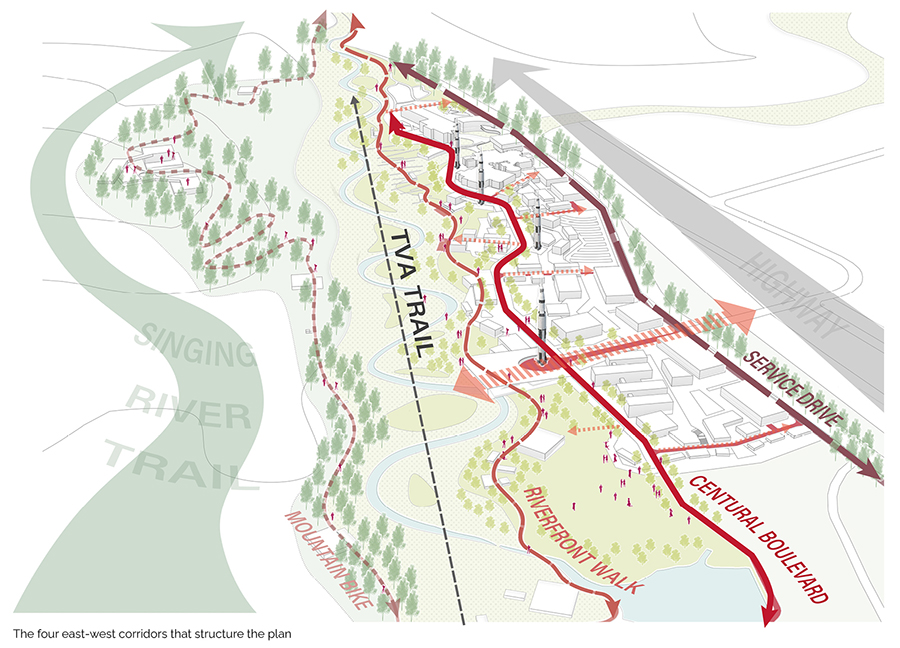 SINGING
RIVER
TRAIL
TVA TRAIL
HIGHWAY
SERVICE DRIVE
CENTURAL BOULEVARD
RIVERFRONT WALK
MOUNTAIN BIKE
The four east-west corridors that structure the plan